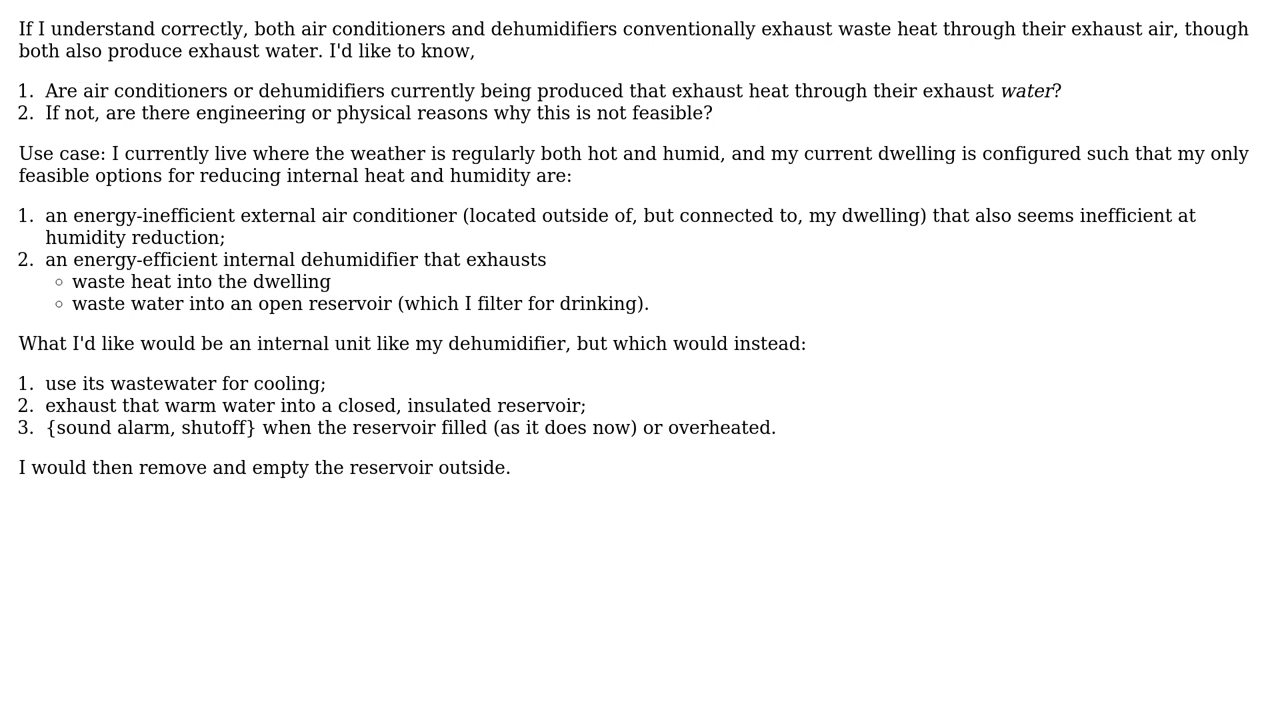 If I understand correctly, both air conditioners and dehumidifiers conventionally exhaust waste heat through their exhaust air, though
both also produce exhaust water. I'd like to know,
1. Are air conditioners or dehumidifiers currently being produced that exhaust heat through their exhaust water?
2. If not, are there engineering or physical reasons why this is not feasible?
Use case: I currently live where the weather is regularly both hot and humid, and my current dwelling is configured such that my only
feasible options for reducing internal heat and humidity are:
1. an energy-inefficient external air conditioner (located outside of, but connected to, my dwelling) that also seems inefficient at
humidity reduction;
2. an energy-efficient internal dehumidifier that exhausts
◦ waste heat into the dwelling
◦ waste water into an open reservoir (which I filter for drinking).
What I'd like would be an internal unit like my dehumidifier, but which would instead:
1. use its wastewater for cooling;
2. exhaust that warm water into a closed, insulated reservoir;
3. {sound alarm, shutoff} when the reservoir filled (as it does now) or overheated.
I would then remove and empty the reservoir outside.